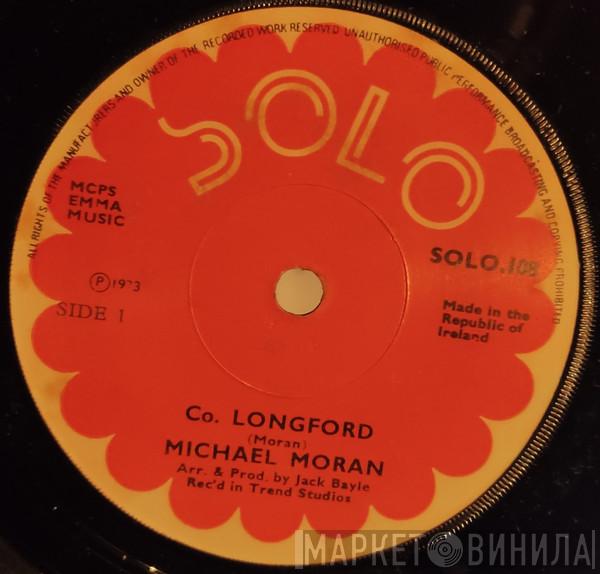 ALL RIGHTS OF THE MANUFACTURERS AND OWNER OF THE RECORDED WORK RESERVED UNAUTHORISED PUBLIC PERFORMANCE BROADCASTING AND COPYING PROHIBITED
SOLO
MCPS
EMMA
MUSIC
SOLO.108
Ⓟ1973
SIDE 1
Made in the
Republic of
Ireland
Co. LONGFORD
(Moran)
MICHAEL MORAN
Arr. & Prod. by Jack Bayle
Rec'd in Trend Studios
МАРКЕТ ВИНИЛА